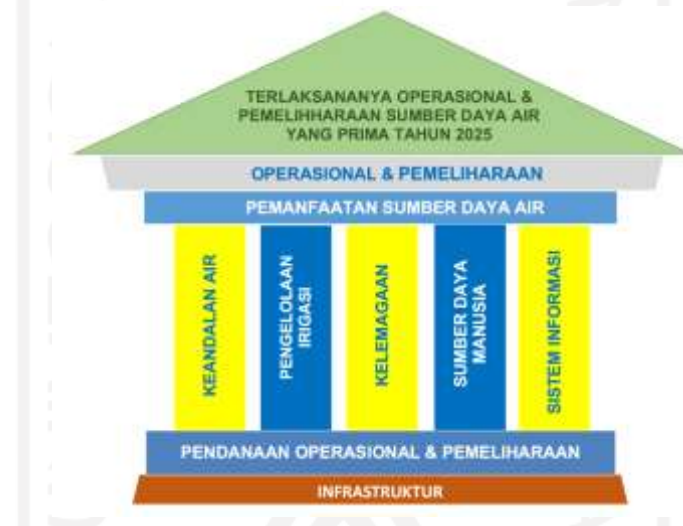 TERLAKSANANYA OPERASIONAL &
PEMELIHHARAAN SUMBER DAYA AIR
YANG PRIMA TAHUN 2025
OPERASIONAL & PEMELIHARAAN
PEMANFAATAN SUMBER DAYA AIR
KEANDALAN AIR
PENGELOLAAN
IRIGASI
KELEMAGAAN
SUMBER DAYA
MANUSIA
SISTEM INFORMASI
PENDANAAN OPERASIONAL & PEMELIHARAAN
INFRASTRUKTUR